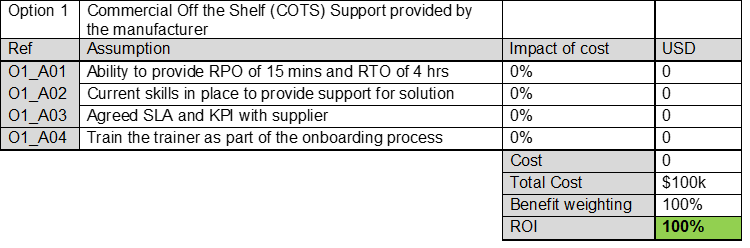 Option 1 Commercial Off the Shelf (COTS) Support provided by
the manufacturer
Ref Assumption Impact of cost USD
O1_A01 Ability to provide RPO of 15 mins and RTO of 4 hrs 0% 0
O1_A02 Current skills in place to provide support for solution 0% 0
O1_A03 Agreed SLA and KPI with supplier 0% 0
O1_A04 Train the trainer as part of the onboarding process 0% 0
Cost 0
Total Cost $100k
Benefit weighting 100%
ROI 100%